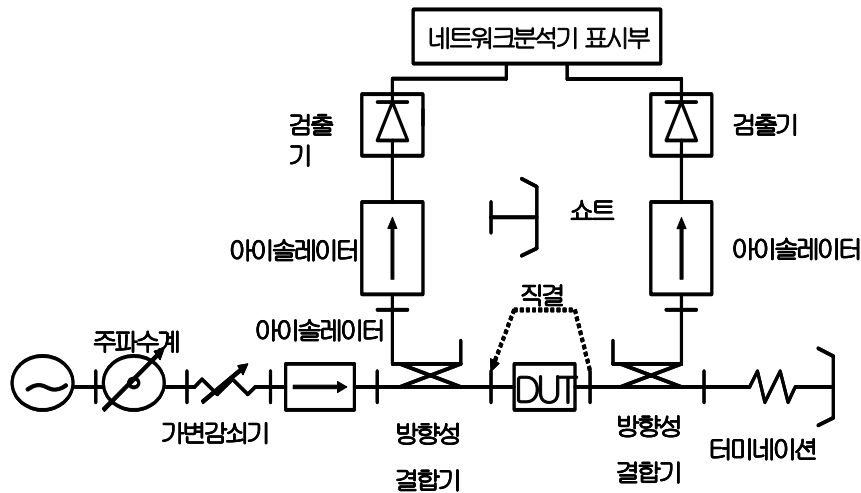 네트워크분석기 표시부
검출
기
검출기
쇼트
아이솔레이터
아이솔레이터
직결
아이솔레이터
주파수계
DUT
가변감쇠기
방향성
결합기
방향성
결합기
터미네이션